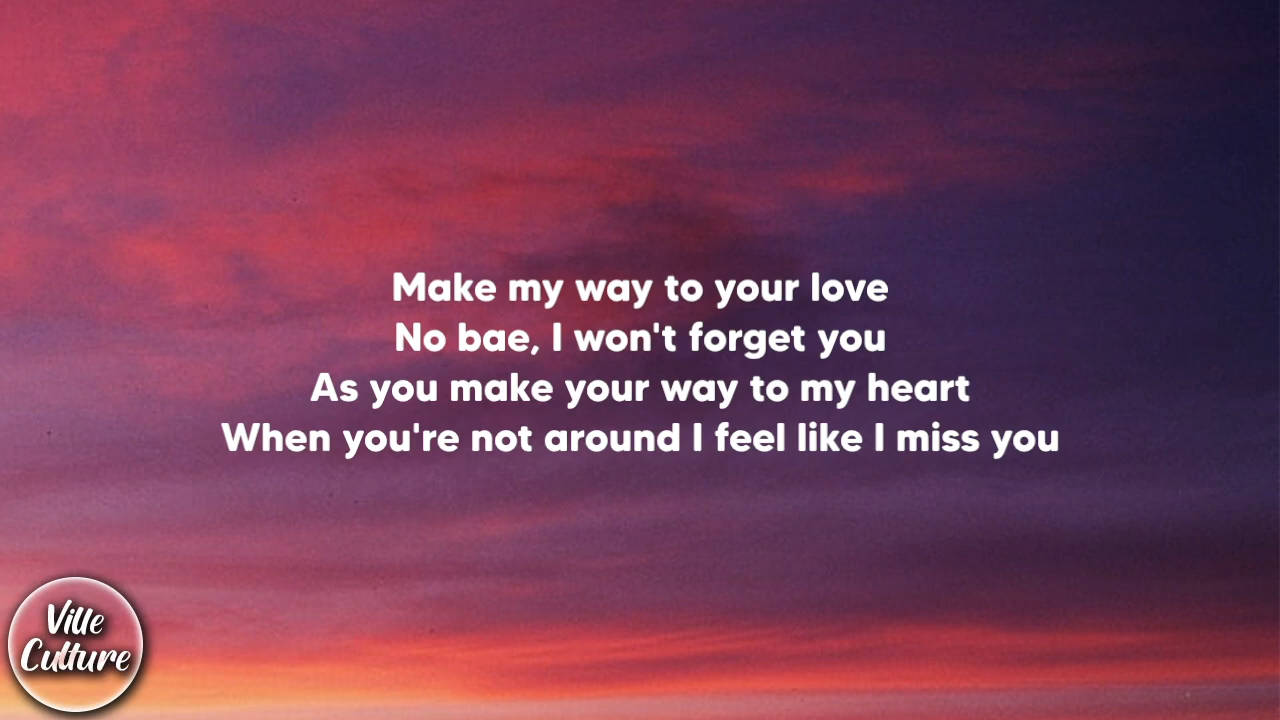 Make my way to your love
No bae, I won't forget you
As you make your way to my heart
When you're not around I feel like I miss you
Ville
Culture